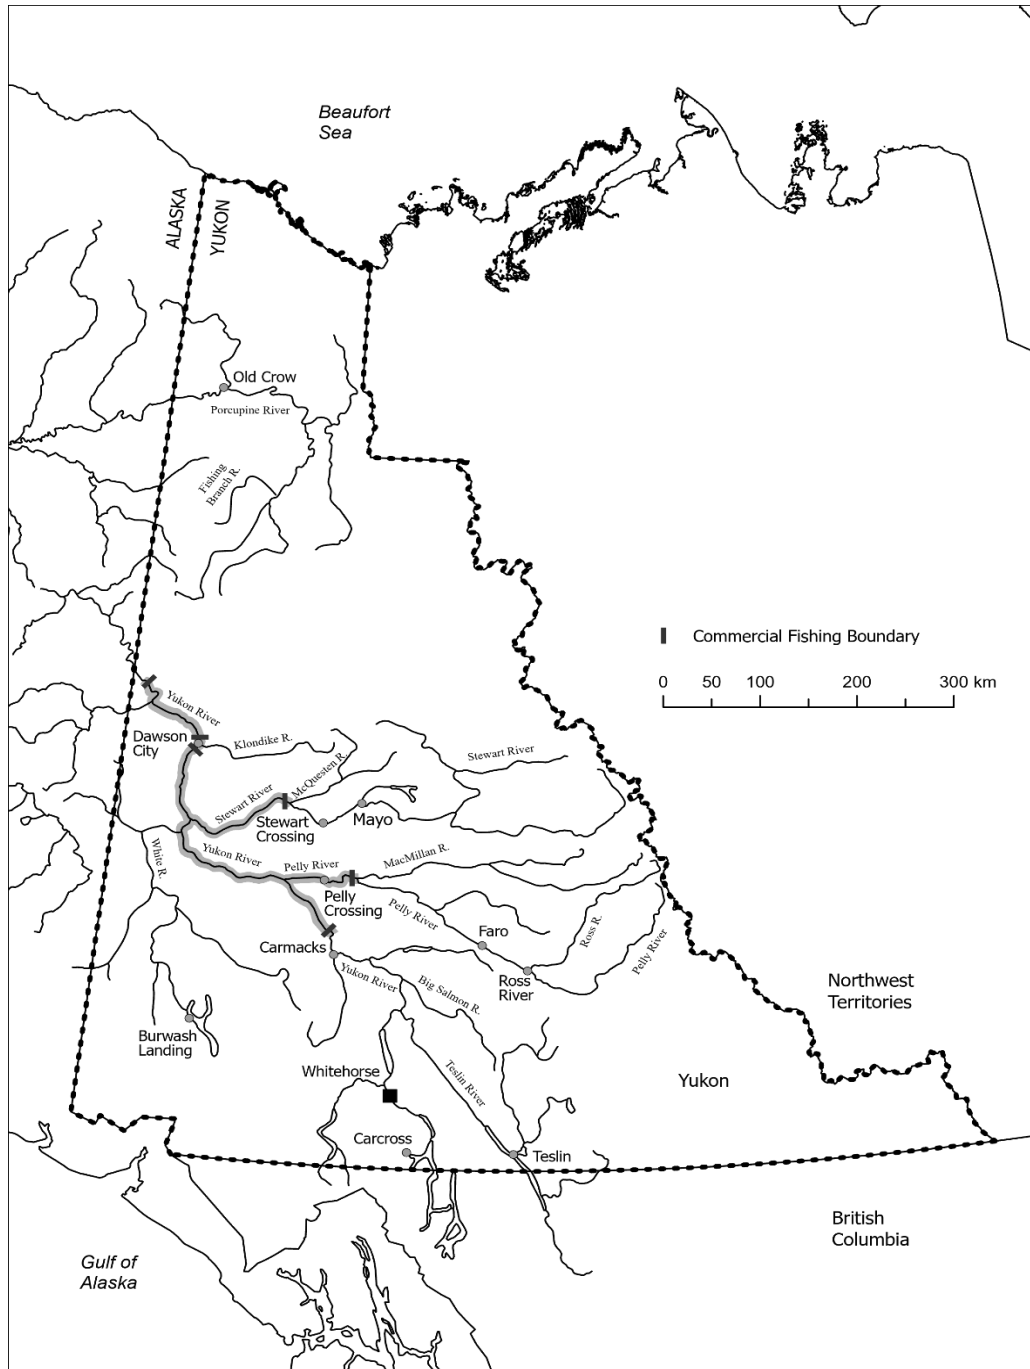 Beaufort
Sea
ALASKA
YUKON
Old Crow
Porcupine River
Fishing
Branch R.
Commercial Fishing Boundary
0 50 100 200 300 km
Yukon River
Dawson
City
Klondike R.
Stewart River
McQuesten R.
Stewart River
Stewart
Crossing
Mayo
White R.
Yukon River
Pelly River
MacMillan R.
Pelly
Crossing
Pelly River
Faro
Ross R.
Pelly River
Carmacks
Yukon River
Big Salmon R.
Ross
River
Northwest
Territories
Burwash
Landing
Whitehorse
Teslin River
Yukon
Carcross
Teslin
British
Columbia
Gulf of
Alaska